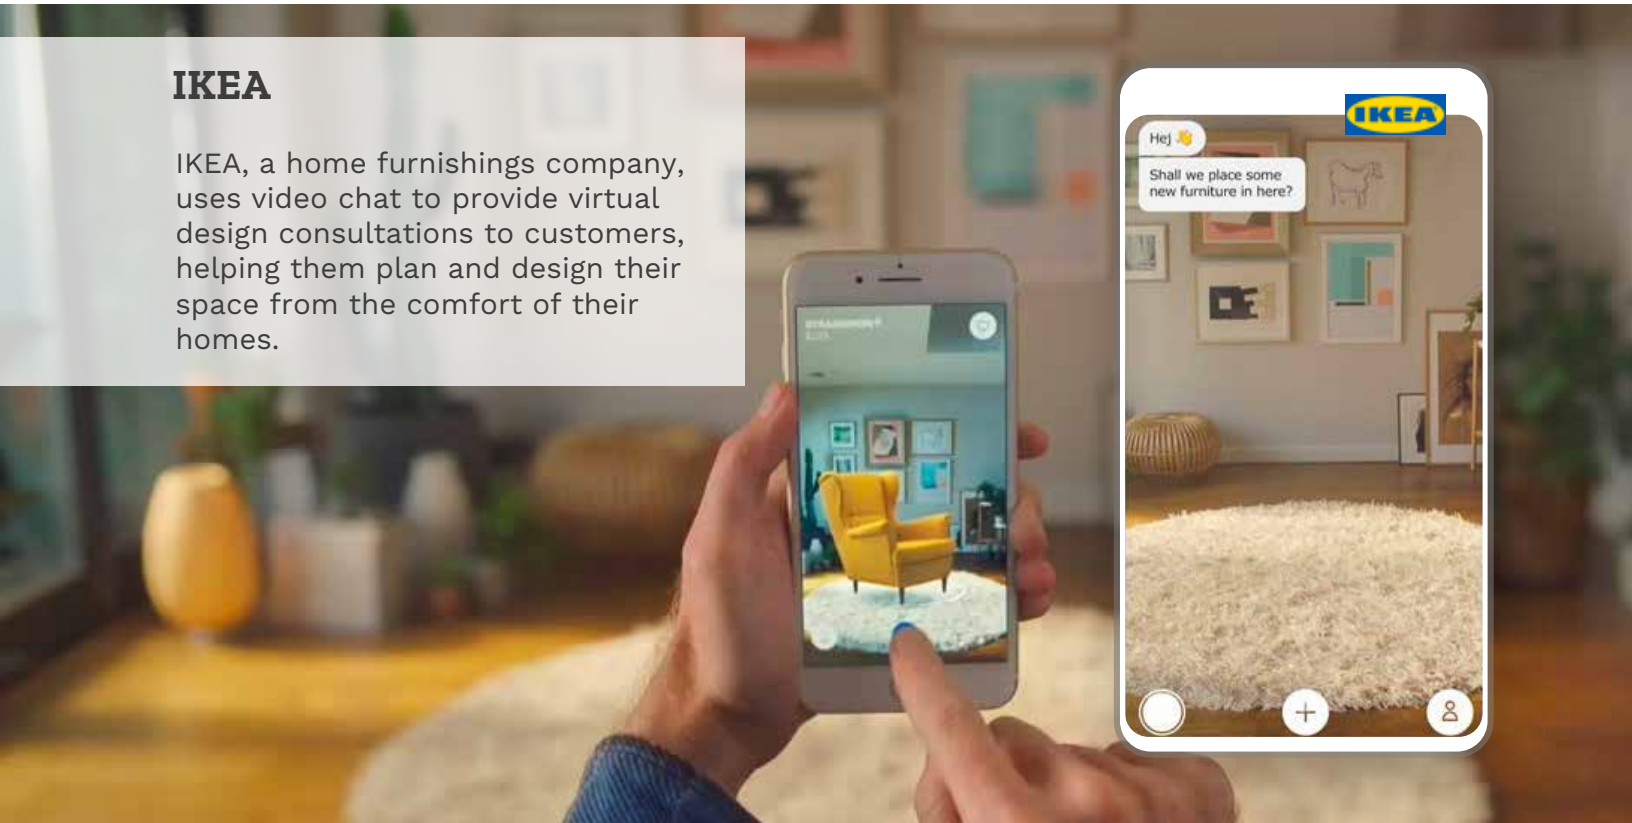 IKEA
IKEA, a home furnishings company,
uses video chat to provide virtual
design consultations to customers,
helping them plan and design their
space from the comfort of their
homes.
IKEA
Hej 👋
Shall we place some
new furniture in here?